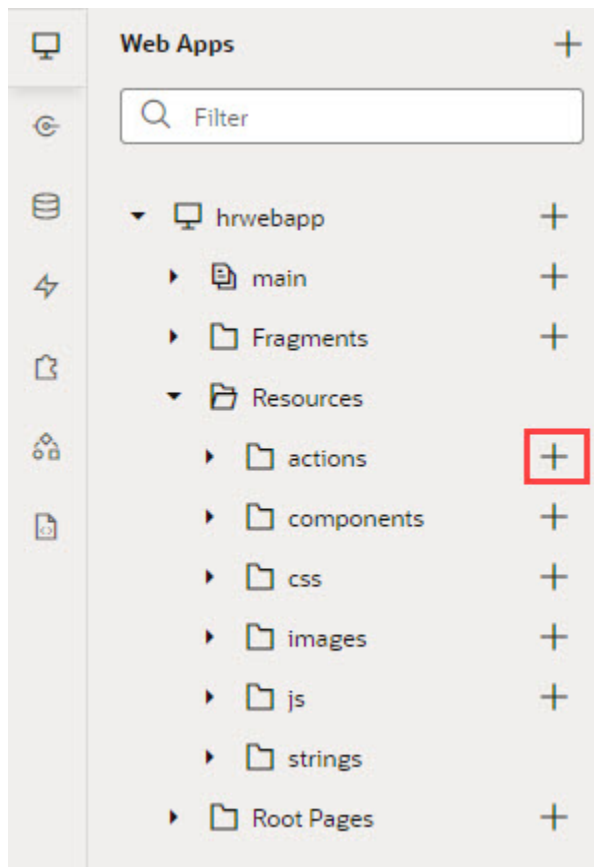 Web Apps
Filter
hrwebapp
main
Fragments
Resources
actions
components
css
images
js
strings
Root Pages